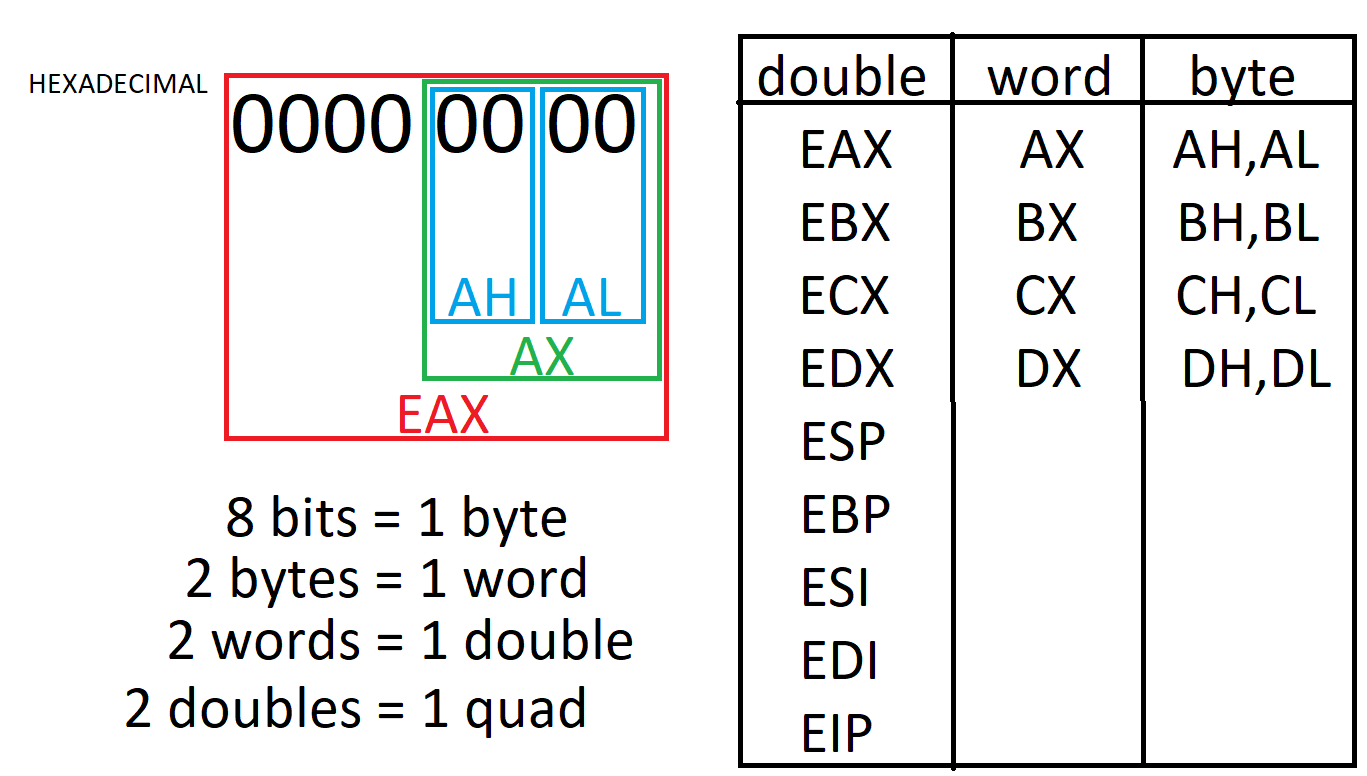 HEXADECIMAL
0000 00 00
AH AL
AX
EAX
8 bits = 1 byte
2 bytes = 1 word
2 words = 1 double
2 doubles = 1 quad
double word byte
EAX AX AH,AL
EBX BX BH,BL
ECX CX CH,CL
EDX DX DH,DL
ESP
EBP
ESI
EDI
EIP